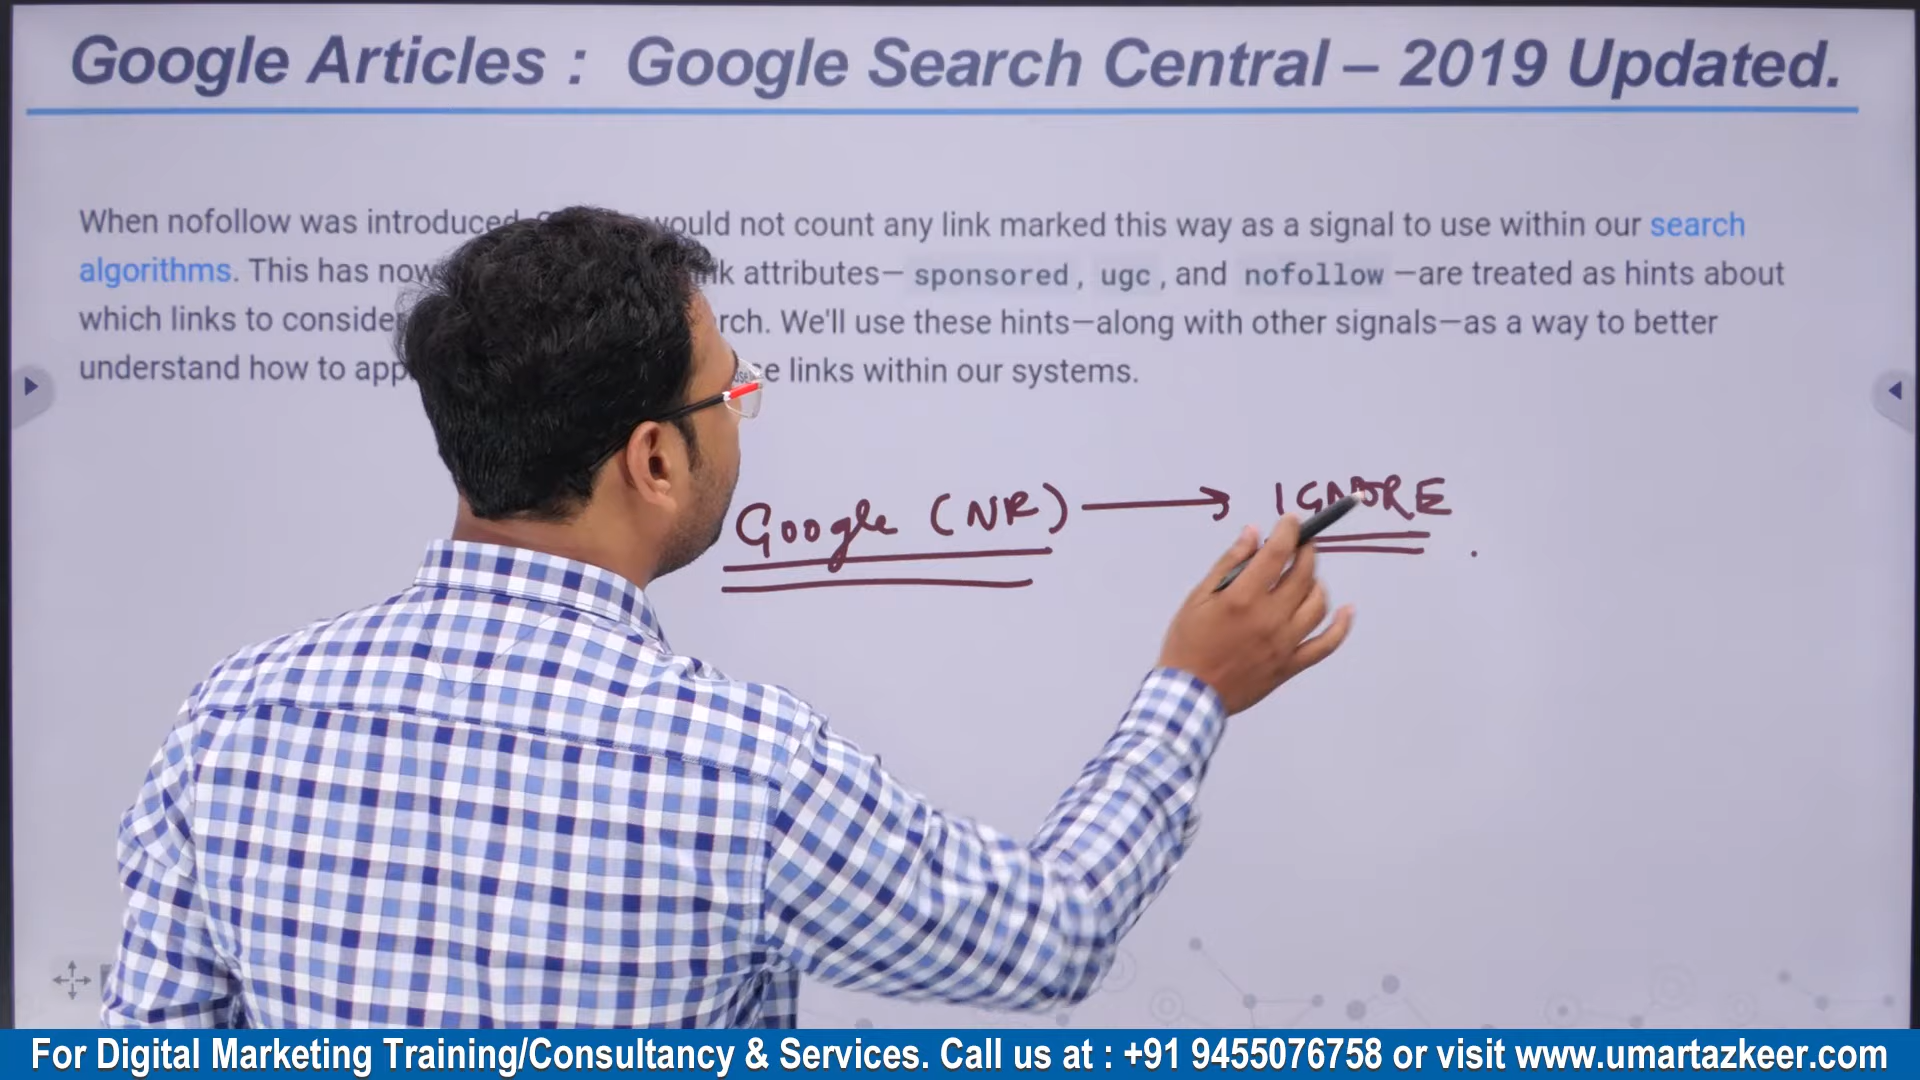 Google Articles : Google Search Central – 2019 Updated.
When nofollow was introduced, would not count any link marked this way as a signal to use within our search
algorithms. This has now attributes— sponsored, ugc, and nofollow —are treated as hints about
which links to consider We'll use these hints—along with other signals—as a way to better
understand how to links within our systems.
Google (NR) → IGNORE
For Digital Marketing Training/Consultancy & Services. Call us at : +91 9455076758 or visit www.umartazkeer.com